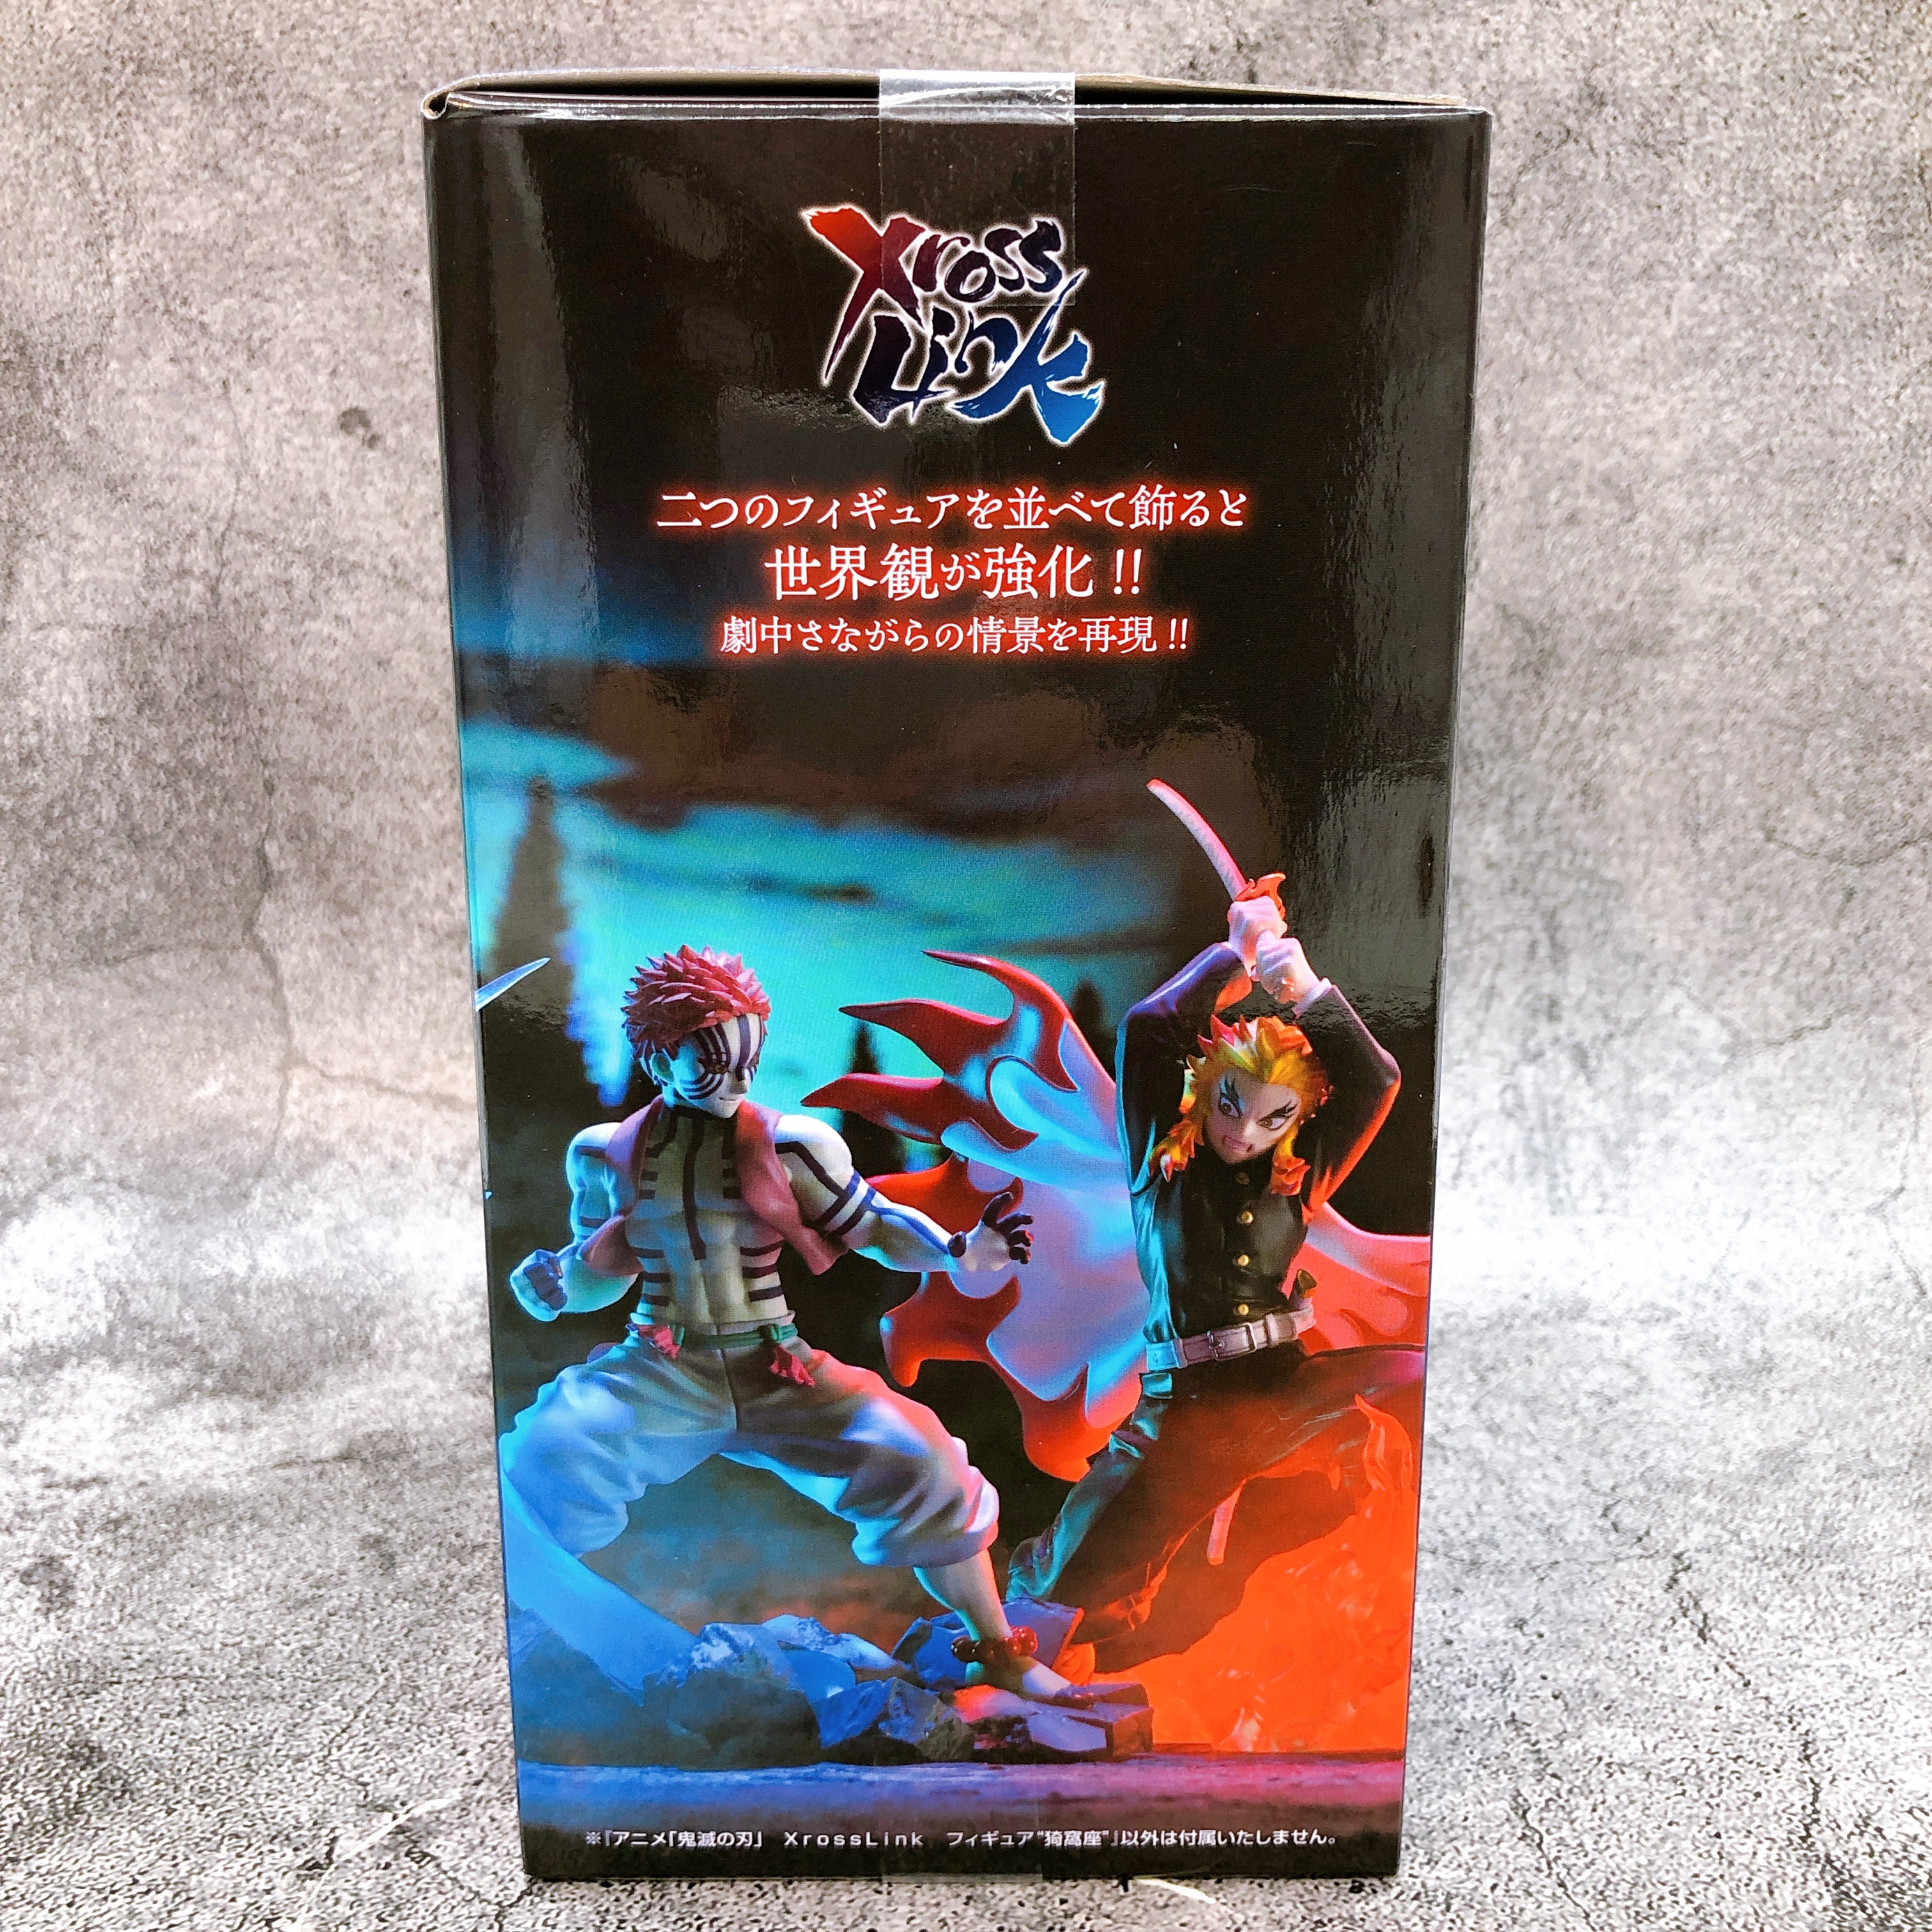 Xross
Link
二つのフィギュアを並べて飾ると
世界観が強化!!
劇中さながらの情景を再現!!
※『アニメ「鬼滅の刃」 XrossLink フィギュア"猗窩座"』以外は付属いたしません。